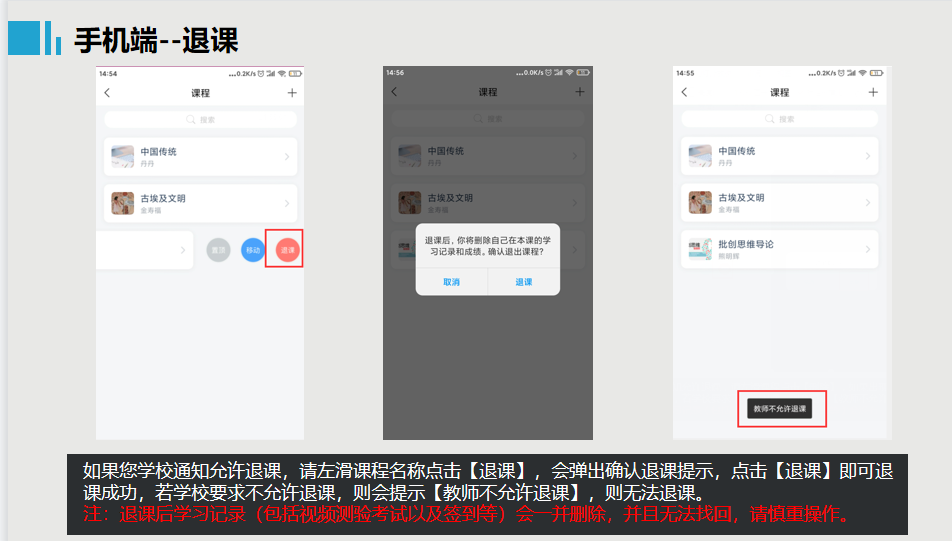 手机端--退课
14:54
...0.2K/s
课程
搜索
中国传统
丹丹
古埃及文明
金寿福
置顶
移动
退课
14:56
...0.0K/s
课程
搜索
中国传统
丹丹
古埃及文明
金寿福
退课后，你将删除自己在本课的学
习记录和成绩。确认退出课程？
取消
退课
14:55
...0.2K/s
课程
搜索
中国传统
丹丹
古埃及文明
金寿福
批创思维导论
熊明辉
教师不允许退课
如果您学校通知允许退课，请左滑课程名称点击【退课】，会弹出确认退课提示，点击【退课】即可退
课成功，若学校要求不允许退课，则会提示【教师不允许退课】，则无法退课。
注：退课后学习记录（包括视频测验考试以及签到等）会一并删除，并且无法找回，请慎重操作。